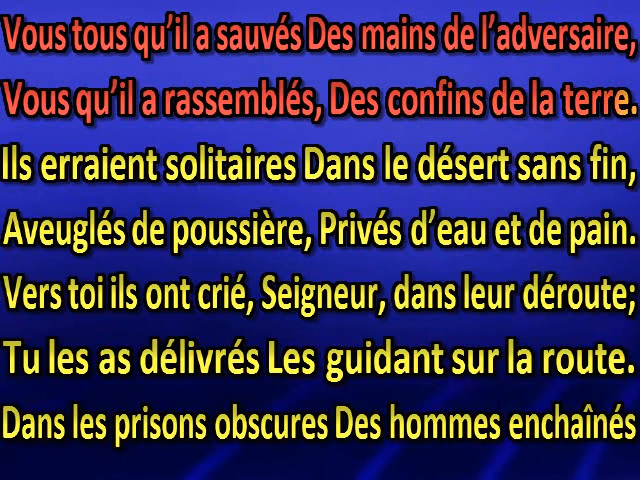 Vous tous qu’il a sauvés Des mains de l’adversaire,
Vous qu’il a rassemblés, Des confins de la terre.
Ils erraient solitaires Dans le désert sans fin,
Aveuglés de poussière, Privés d’eau et de pain.
Vers toi ils ont crié, Seigneur, dans leur déroute;
Tu les as délivrés Les guidant sur la route.
Dans les prisons obscures Des hommes enchaînés